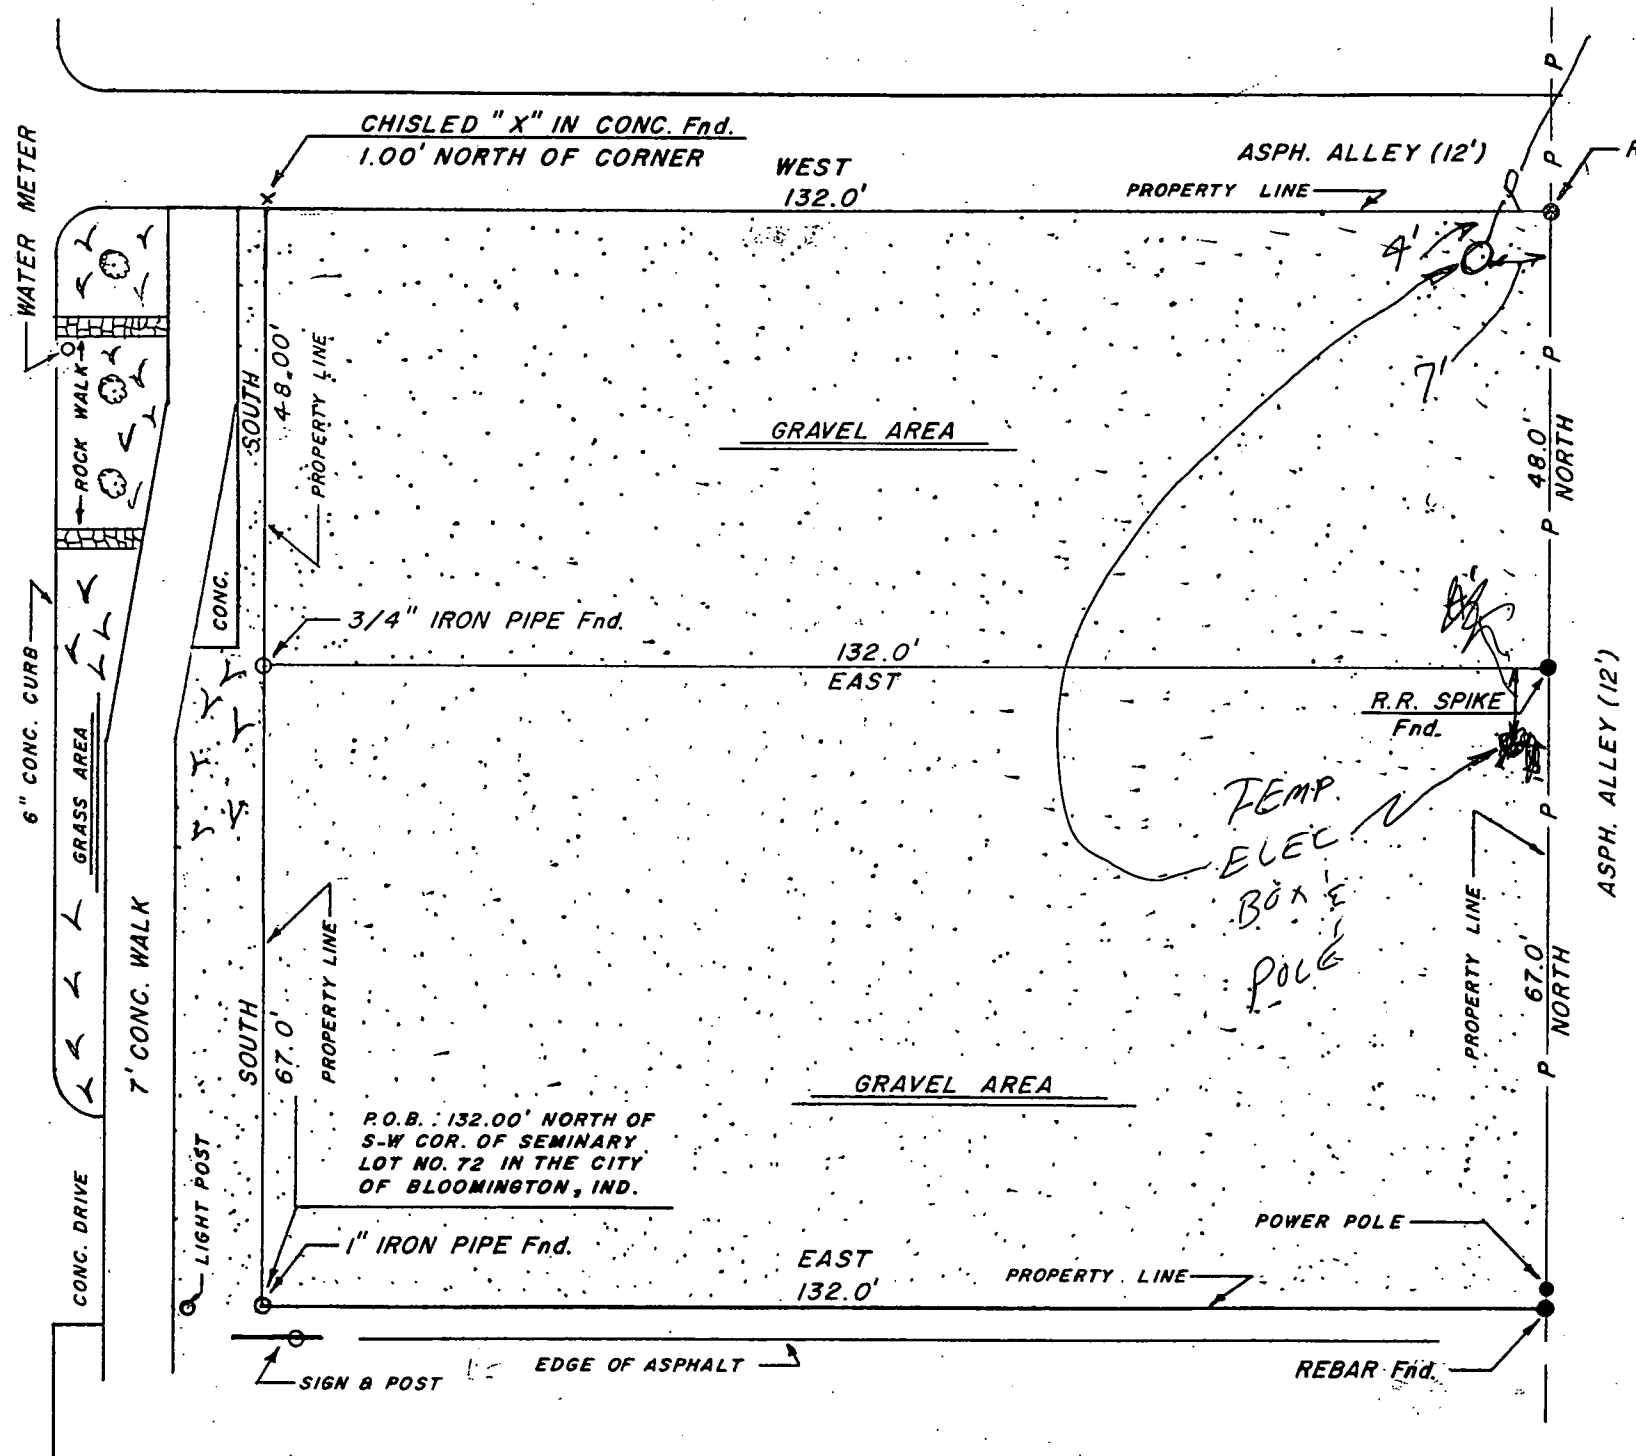 CHISLED "X" IN CONC. Fnd.
1.00' NORTH OF CORNER
WEST
132.0'
ASPH. ALLEY (12')
PROPERTY LINE
P
P
R
P
WATER METER
4'
7'
SOUTH
48.00'
PROPERTY LINE
ROCK WALK
GRAVEL AREA
P
48.0'
NORTH
P
CONC.
3/4" IRON PIPE Fnd.
132.0'
EAST
R.R. SPIKE
Fnd.
6" CONC. CURB
GRASS AREA
TEMP.
ELEC
BOX &
POLE
P
ASPH. ALLEY (12')
7' CONC. WALK
PROPERTY LINE
SOUTH
67.0'
PROPERTY LINE
67.0'
NORTH
P
GRAVEL AREA
P.O.B. : 132.00' NORTH OF
S-W COR. OF SEMINARY
LOT NO. 72 IN THE CITY
OF BLOOMINGTON, IND.
CONC. DRIVE
LIGHT POST
1" IRON PIPE Fnd.
EAST
132.0'
PROPERTY LINE
POWER POLE
SIGN & POST
EDGE OF ASPHALT
REBAR Fnd.